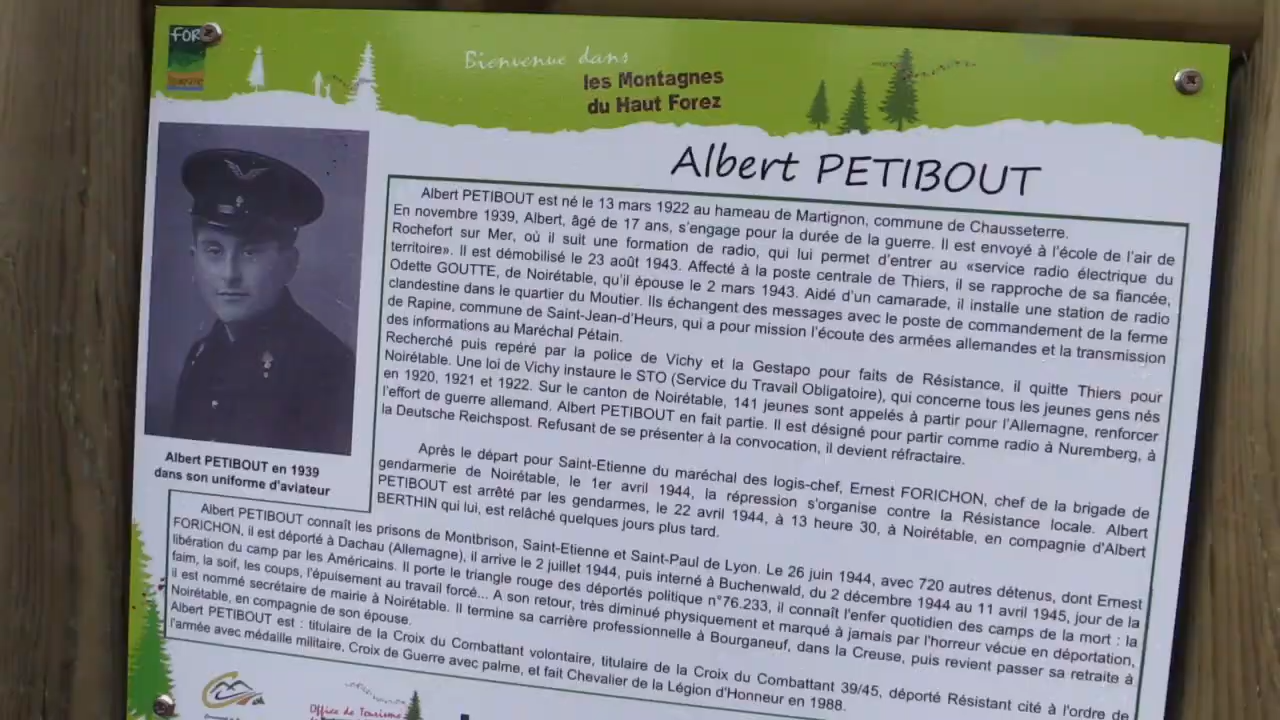 FOR
Bienvenue dans
les Montagnes
du Haut Forez
Albert PETIBOUT
Albert PETIBOUT est né le 13 mars 1922 au hameau de Martignon, commune de Chausseterre.
En novembre 1939, Albert, âgé de 17 ans, s'engage pour la durée de la guerre. Il est envoyé à l'école de l'air de
Rochefort sur Mer, où il suit une formation de radio, qui lui permet d'entrer au «service radio électrique du
territoire». Il est démobilisé le 23 août 1943. Affecté à la poste centrale de Thiers, il se rapproche de sa fiancée,
Odette GOUTTE, de Noirétable, qu'il épouse le 2 mars 1943. Aidé d'un camarade, il installe une station de radio
clandestine dans le quartier du Moutier. Ils échangent des messages avec le poste de commandement de la ferme
de Rapine, commune de Saint-Jean-d'Heurs, qui a pour mission l'écoute des armées allemandes et la transmission
des informations au Maréchal Pétain.
Recherché puis repéré par la police de Vichy et la Gestapo pour faits de Résistance, il quitte Thiers pour
Noirétable. Une loi de Vichy instaure le STO (Service du Travail Obligatoire), qui concerne tous les jeunes gens nés
en 1920, 1921 et 1922. Sur le canton de Noirétable, 141 jeunes sont appelés à partir pour l'Allemagne, renforcer
l'effort de guerre allemand. Albert PETIBOUT en fait partie. Il est désigné pour partir comme radio à Nuremberg, à
la Deutsche Reichspost. Refusant de se présenter à la convocation, il devient réfractaire.
Après le départ pour Saint-Etienne du maréchal des logis-chef, Ernest FORICHON, chef de la brigade de
gendarmerie de Noirétable, le 1er avril 1944, la répression s'organise contre la Résistance locale. Albert
PETIBOUT est arrêté par les gendarmes, le 22 avril 1944, à 13 heure 30, à Noirétable, en compagnie d'Albert
BERTHIN qui lui, est relâché quelques jours plus tard.
Albert PETIBOUT en 1939
dans son uniforme d'aviateur
Albert PETIBOUT connaît les prisons de Montbrison, Saint-Etienne et Saint-Paul de Lyon. Le 26 juin 1944, avec 720 autres détenus, dont Ernest
FORICHON, il est déporté à Dachau (Allemagne), il arrive le 2 juillet 1944, puis interné à Buchenwald, du 2 décembre 1944 au 11 avril 1945, jour de la
libération du camp par les Américains. Il porte le triangle rouge des déportés politique n°76.233, il connaît l'enfer quotidien des camps de la mort : la
faim, la soif, les coups, l'épuisement au travail forcé... A son retour, très diminué physiquement et marqué à jamais par l'horreur vécue en déportation,
il est nommé secrétaire de mairie à Noirétable. Il termine sa carrière professionnelle à Bourganeuf, dans la Creuse, puis revient passer sa retraite à
Noirétable, en compagnie de son épouse.
Albert PETIBOUT est : titulaire de la Croix du Combattant volontaire, titulaire de la Croix du Combattant 39/45, déporté Résistant cité à l'ordre de
l'armée avec médaille militaire, Croix de Guerre avec palme, et fait Chevalier de la Légion d'Honneur en 1988.
Office de Tourisme